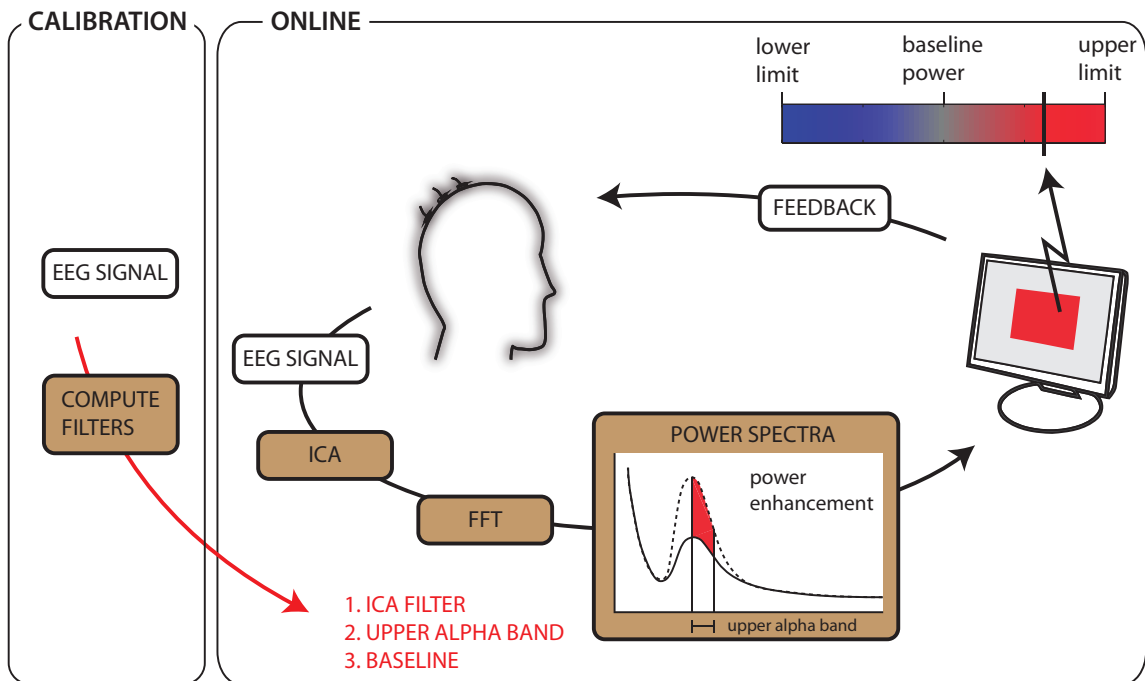 CALIBRATION
EEG SIGNAL
COMPUTE
FILTERS
ONLINE
lower
limit
baseline
power
upper
limit
FEEDBACK
EEG SIGNAL
ICA
FFT
POWER SPECTRA
power
enhancement
upper alpha band
1. ICA FILTER
2. UPPER ALPHA BAND
3. BASELINE